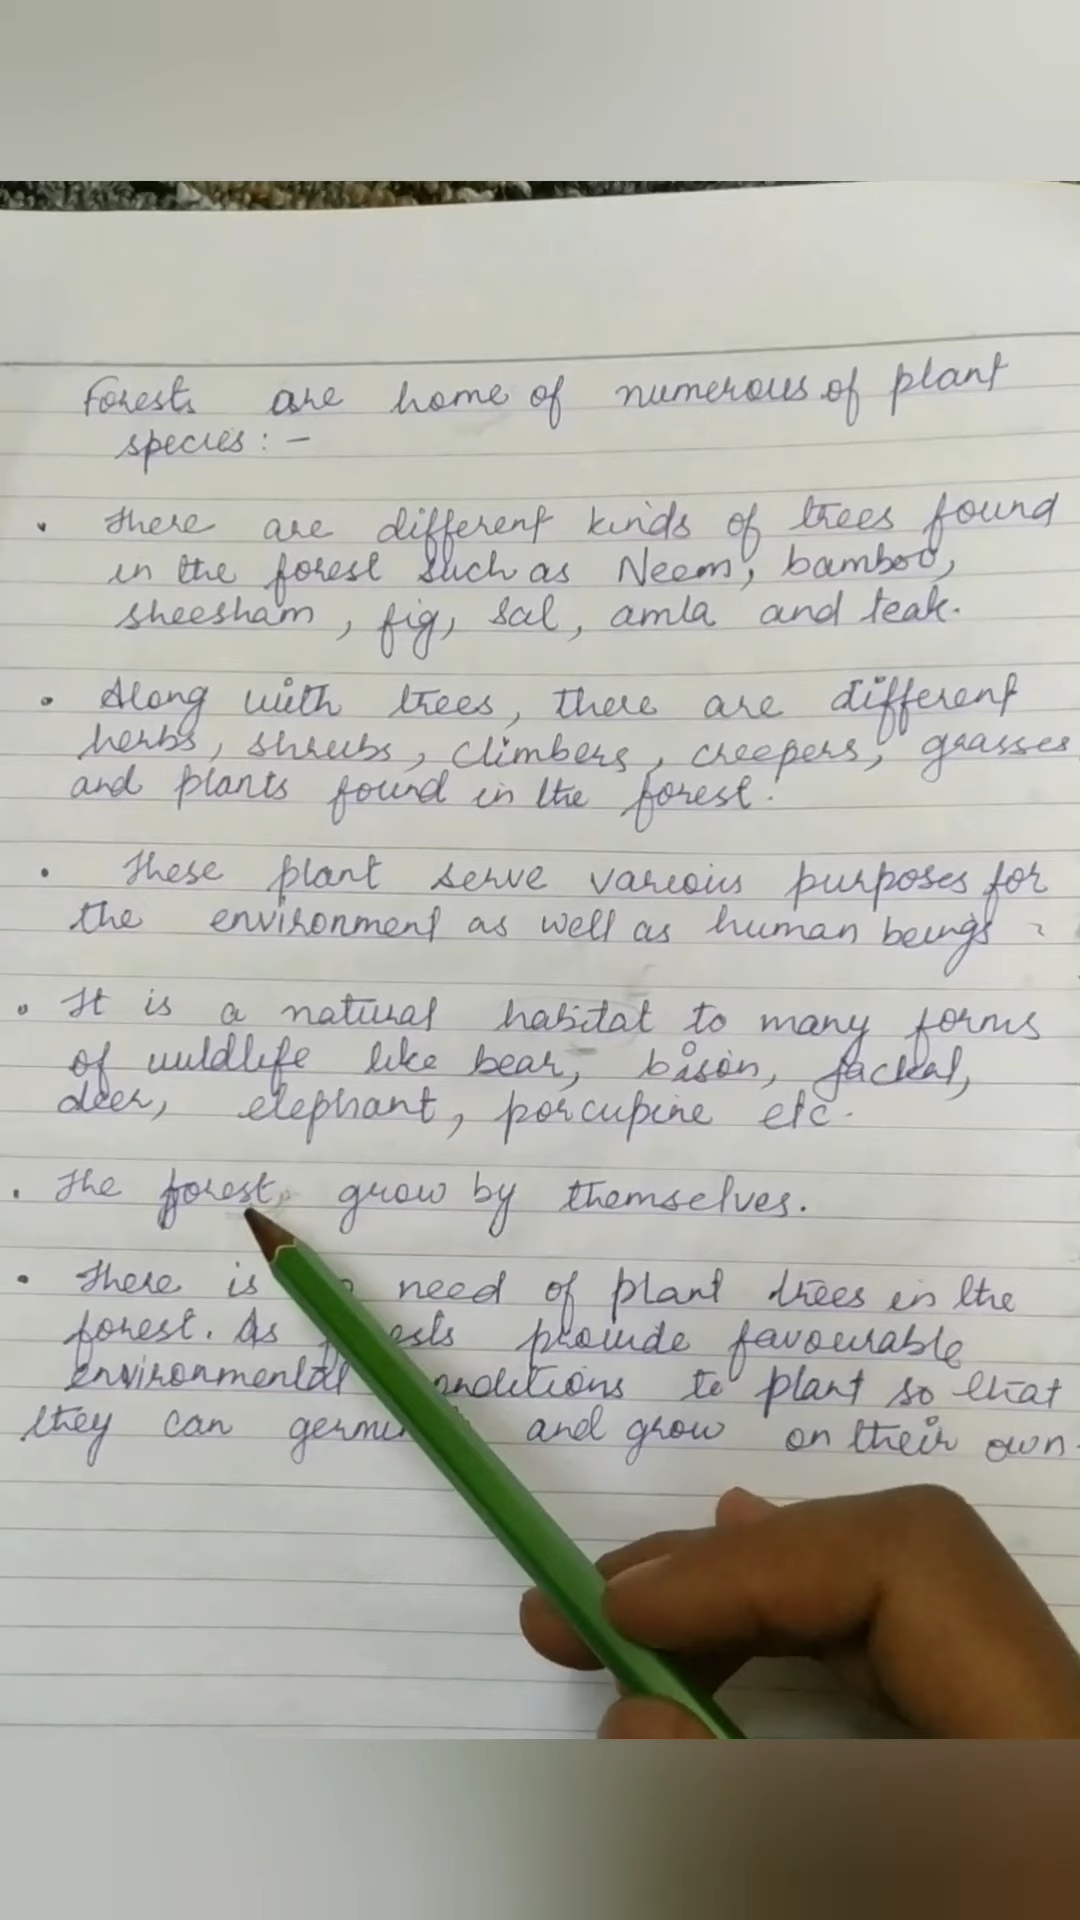 Forests are home of numerous of plant
species:-
• There are different kinds of trees found
in the forest such as Neem, bamboo,
sheesham, fig, sal, amla and teak.
• Along with trees, there are different
herbs, shrubs, climbers, creepers, grasses
and plants found in the forest.
• These plant serve various purposes for
the environment as well as human beings
• It is a natural habitat to many forms
of wildlife like bear, bison, jackal,
deer, elephant, porcupine etc.
• The forest grow by themselves.
• There is need of plant trees in the
forest. As provide favourable
environmental conditions to plant so that
they can and grow on their own.